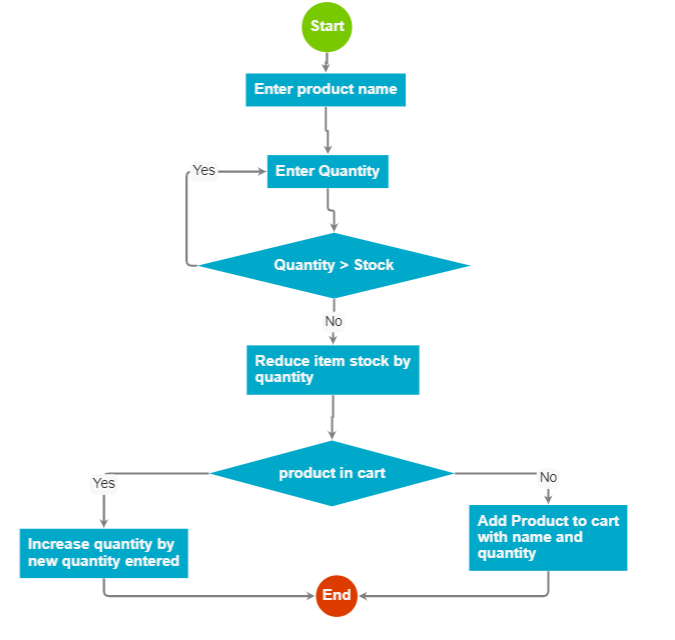 Start
Enter product name
Yes
Enter Quantity
Quantity > Stock
No
Reduce item stock by
quantity
product in cart
Yes
No
Increase quantity by
new quantity entered
Add Product to cart
with name and
quantity
End